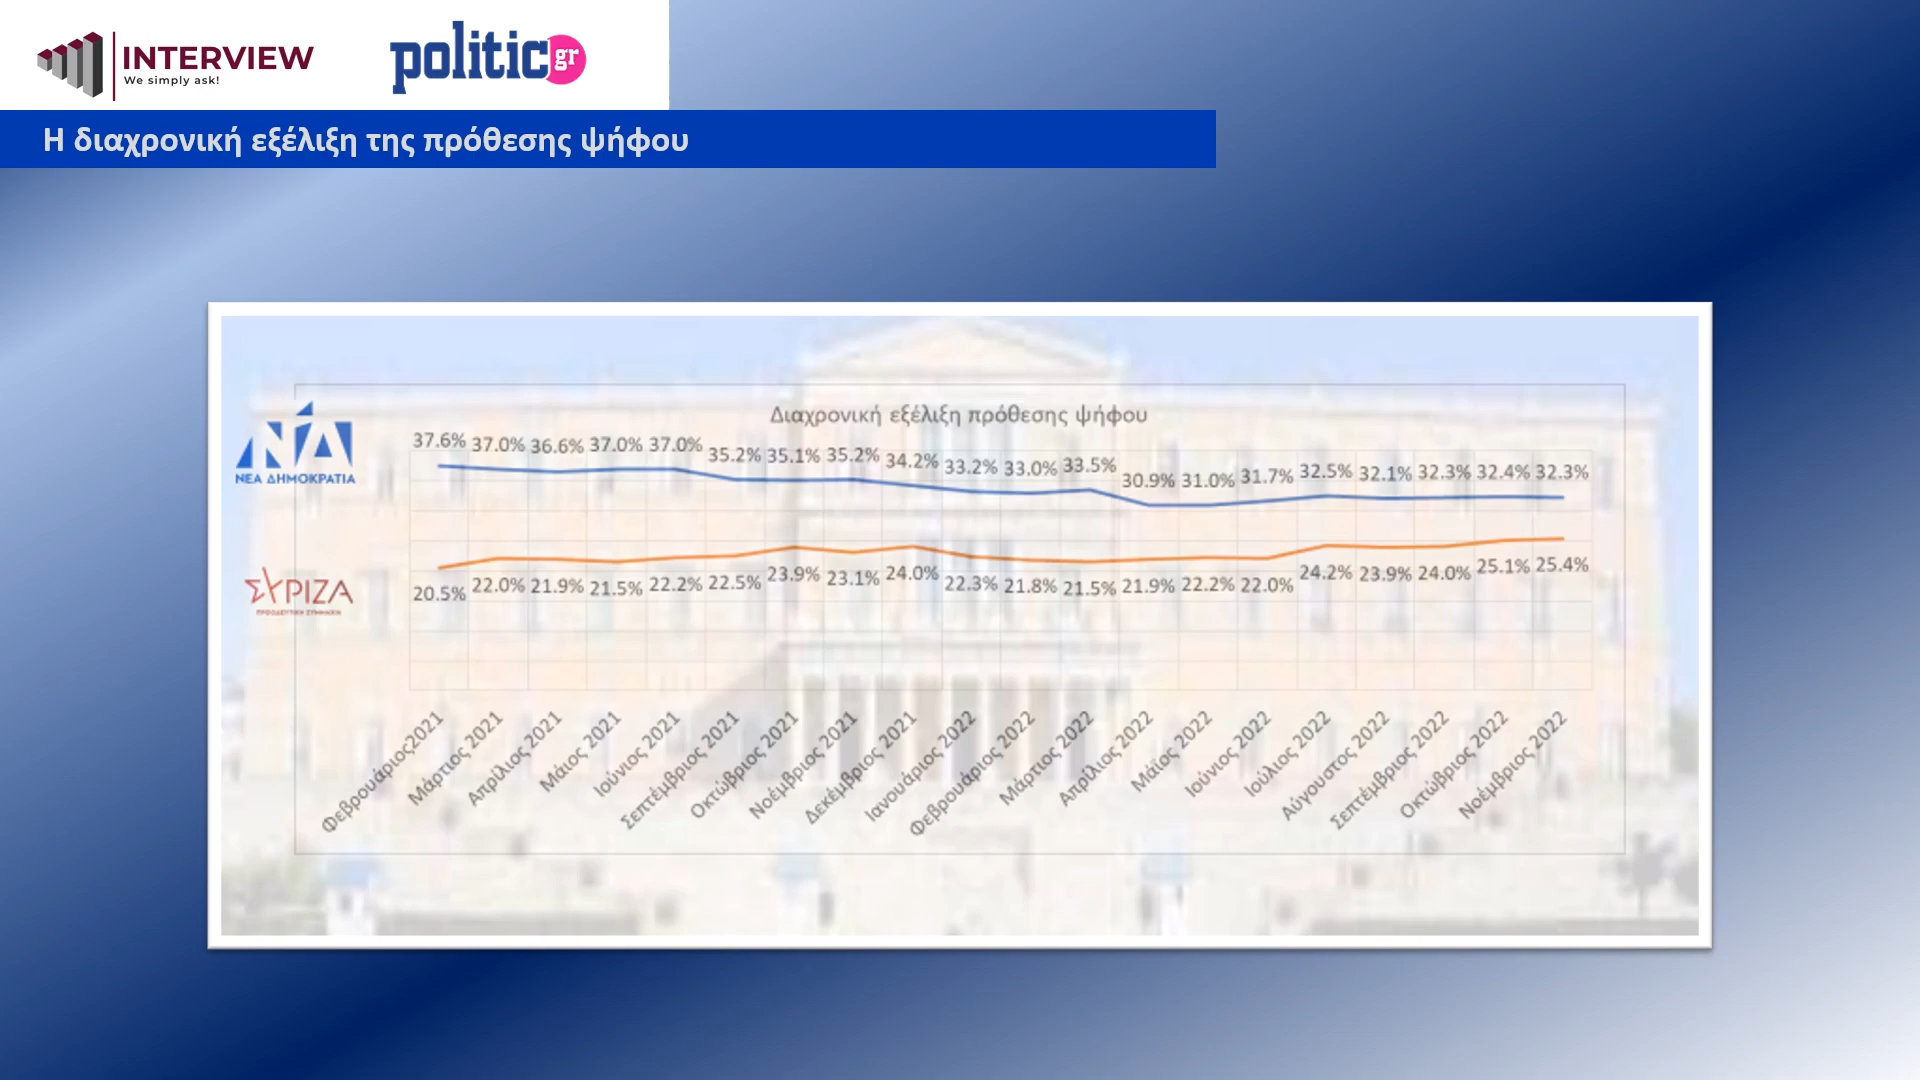 INTERVIEW
We simply ask!
politic gr
Η διαχρονική εξέλιξη της πρόθεσης ψήφου
Διαχρονική εξέλιξη πρόθεσης ψήφου
ΝΔ
ΝΕΑ ΔΗΜΟΚΡΑΤΙΑ
37.6% 37.0% 36.6% 37.0% 37.0% 35.2% 35.1% 35.2% 34.2% 33.2% 33.0% 33.5% 30.9% 31.0% 31.7% 32.5% 32.1% 32.3% 32.4% 32.3%
ΣΥΡΙΖΑ
ΠΡΟΟΔΕΥΤΙΚΗ ΣΥΜΜΑΧΙΑ
20.5% 22.0% 21.9% 21.5% 22.2% 22.5% 23.9% 23.1% 24.0% 22.3% 21.8% 21.5% 21.9% 22.2% 22.0% 24.2% 23.9% 24.0% 25.1% 25.4%
Φεβρουάριος2021
Μάρτιος 2021
Απρίλιος 2021
Μάιος 2021
Ιούνιος 2021
Σεπτέμβριος 2021
Οκτώβριος 2021
Νοέμβριος 2021
Δεκέμβριος 2021
Ιανουάριος 2022
Φεβρουάριος 2022
Μάρτιος 2022
Απρίλιος 2022
Μάϊος 2022
Ιούνιος 2022
Ιούλιος 2022
Αύγουστος 2022
Σεπτέμβριος 2022
Οκτώβριος 2022
Νοέμβριος 2022